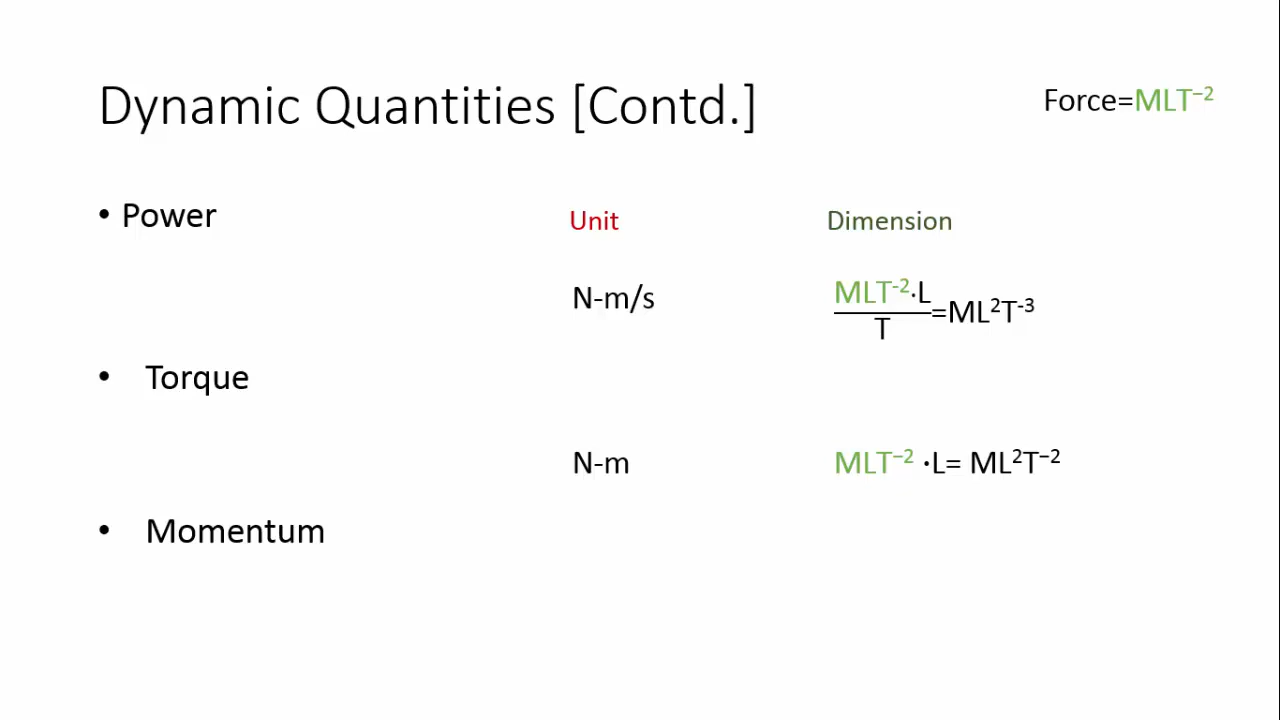 Dynamic Quantities [Contd.]
Force=MLT⁻²
• Power
Unit
Dimension
N-m/s
MLT⁻²·L
T
=ML²T⁻³
• Torque
N-m
MLT⁻² ·L= ML²T⁻²
• Momentum